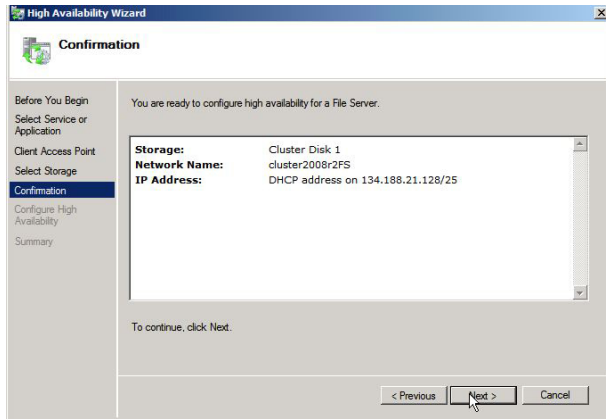 High Availability Wizard
Confirmation
Before You Begin
Select Service or
Application
Client Access Point
Select Storage
Confirmation
Configure High
Availability
Summary
You are ready to configure high availability for a File Server.
Storage: Cluster Disk 1
Network Name: cluster2008r2FS
IP Address: DHCP address on 134.188.21.128/25
To continue, click Next.
< Previous Next > Cancel